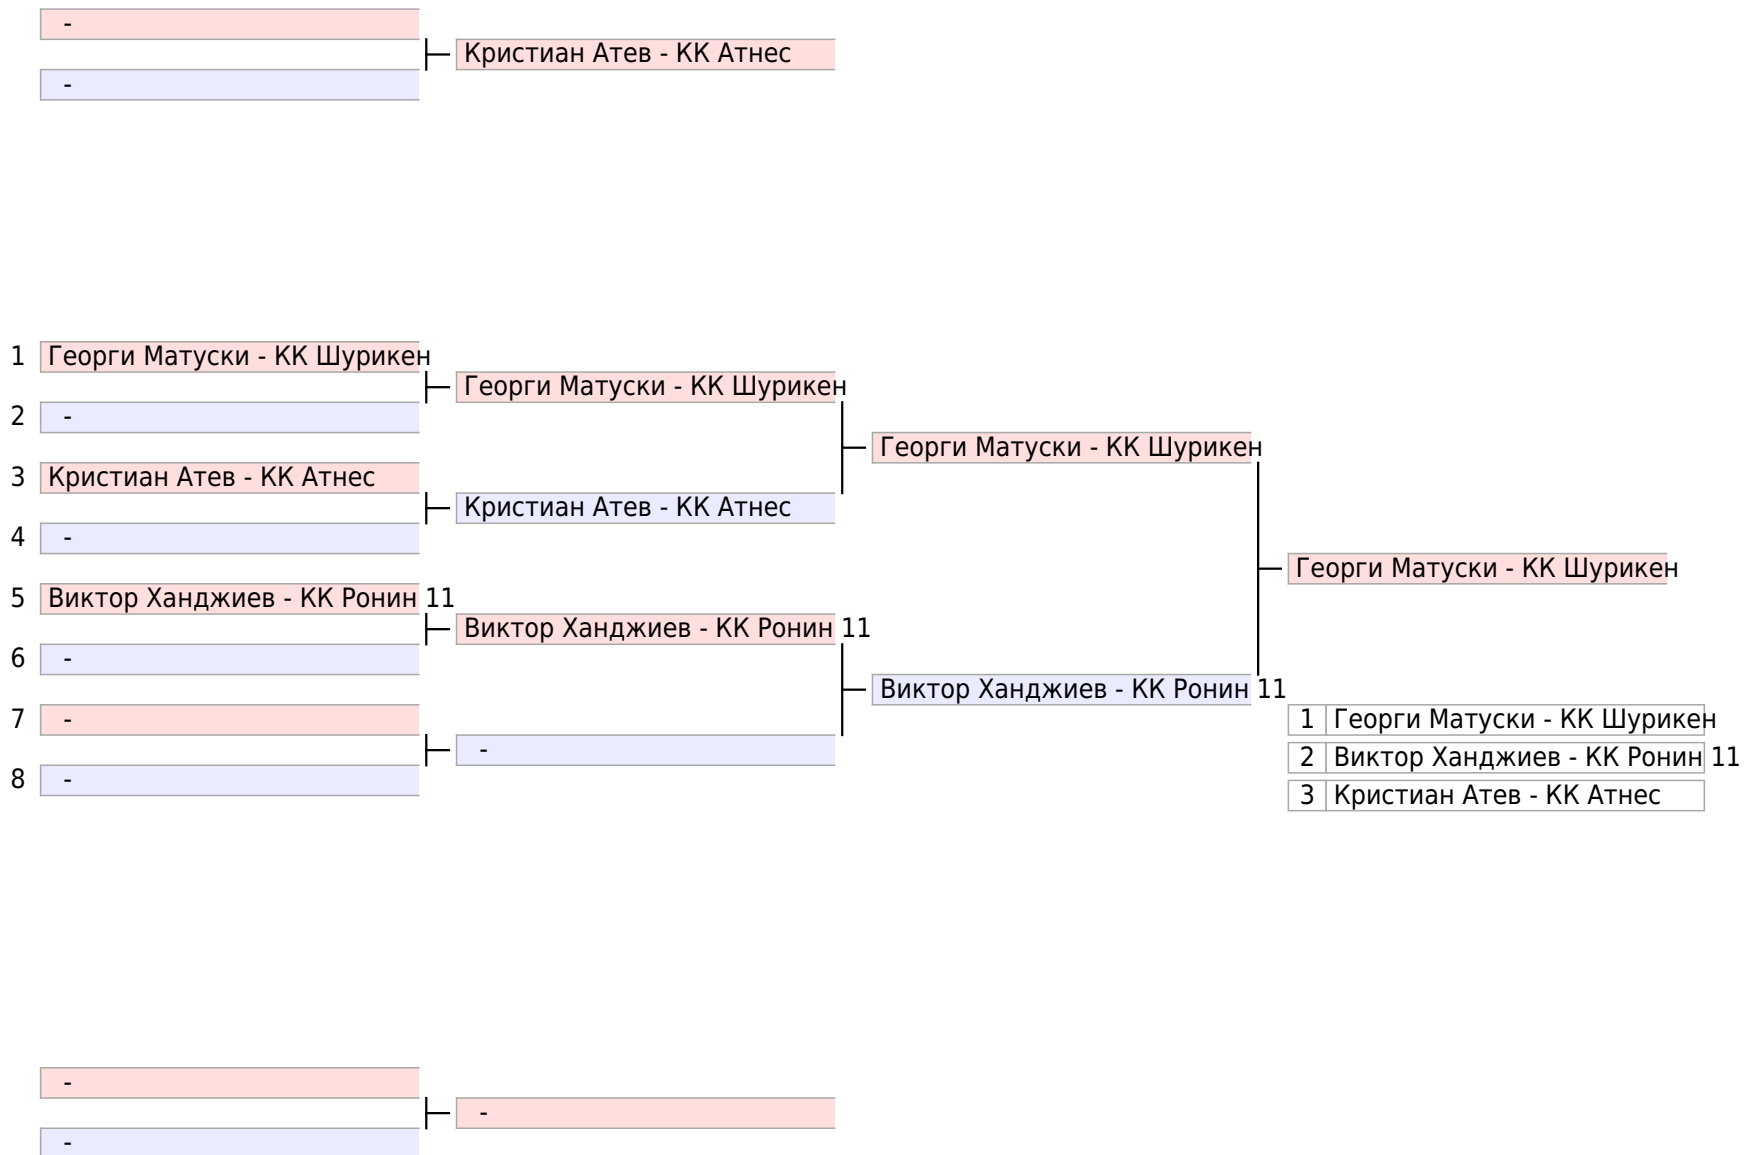 -
Кристиан Атев - КК Атнес
-
1 Георги Матуски - КК Шурикен
Георги Матуски - КК Шурикен
2 -
Георги Матуски - КК Шурикен
3 Кристиан Атев - КК Атнес
Кристиан Атев - КК Атнес
4 -
Георги Матуски - КК Шурикен
5 Виктор Ханджиев - КК Ронин 11
Виктор Ханджиев - КК Ронин 11
6 -
Виктор Ханджиев - КК Ронин 11
7 -
1 Георги Матуски - КК Шурикен
-
2 Виктор Ханджиев - КК Ронин 11
8 -
3 Кристиан Атев - КК Атнес
-
-
-